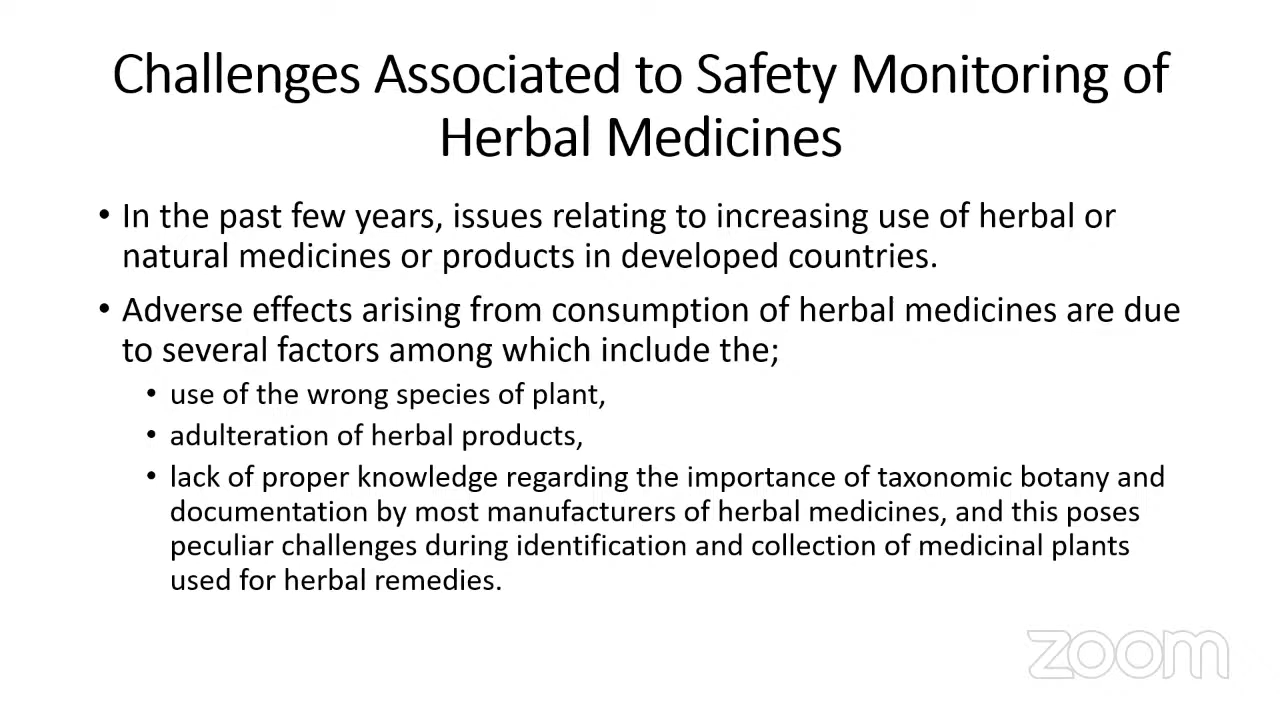 Challenges Associated to Safety Monitoring of
Herbal Medicines
• In the past few years, issues relating to increasing use of herbal or
natural medicines or products in developed countries.
• Adverse effects arising from consumption of herbal medicines are due
to several factors among which include the;
• use of the wrong species of plant,
• adulteration of herbal products,
• lack of proper knowledge regarding the importance of taxonomic botany and
documentation by most manufacturers of herbal medicines, and this poses
peculiar challenges during identification and collection of medicinal plants
used for herbal remedies.
zoom